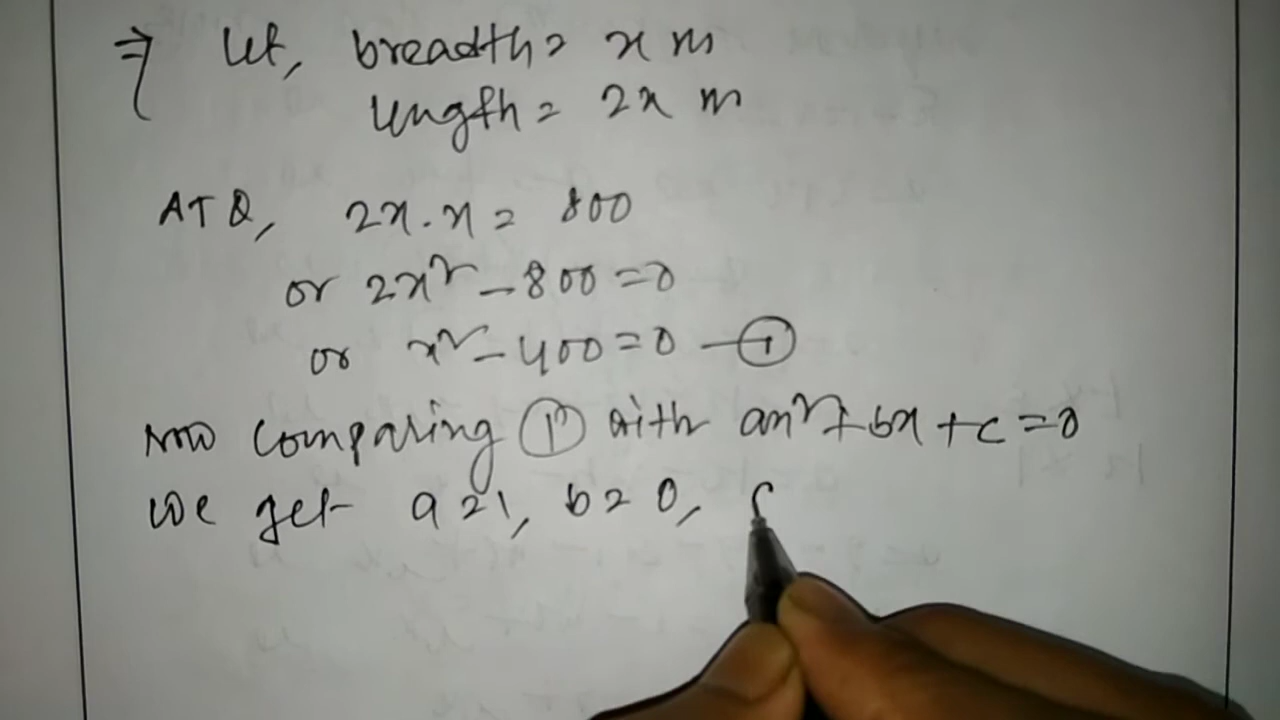 ⇒ Let, breadth = x m
length = 2x m
ATQ, 2x.x = 800
or 2x² - 800 = 0
or x² - 400 = 0 — ①
Now comparing ① with ax² + bx + c = 0
We get a = 1, b = 0, c